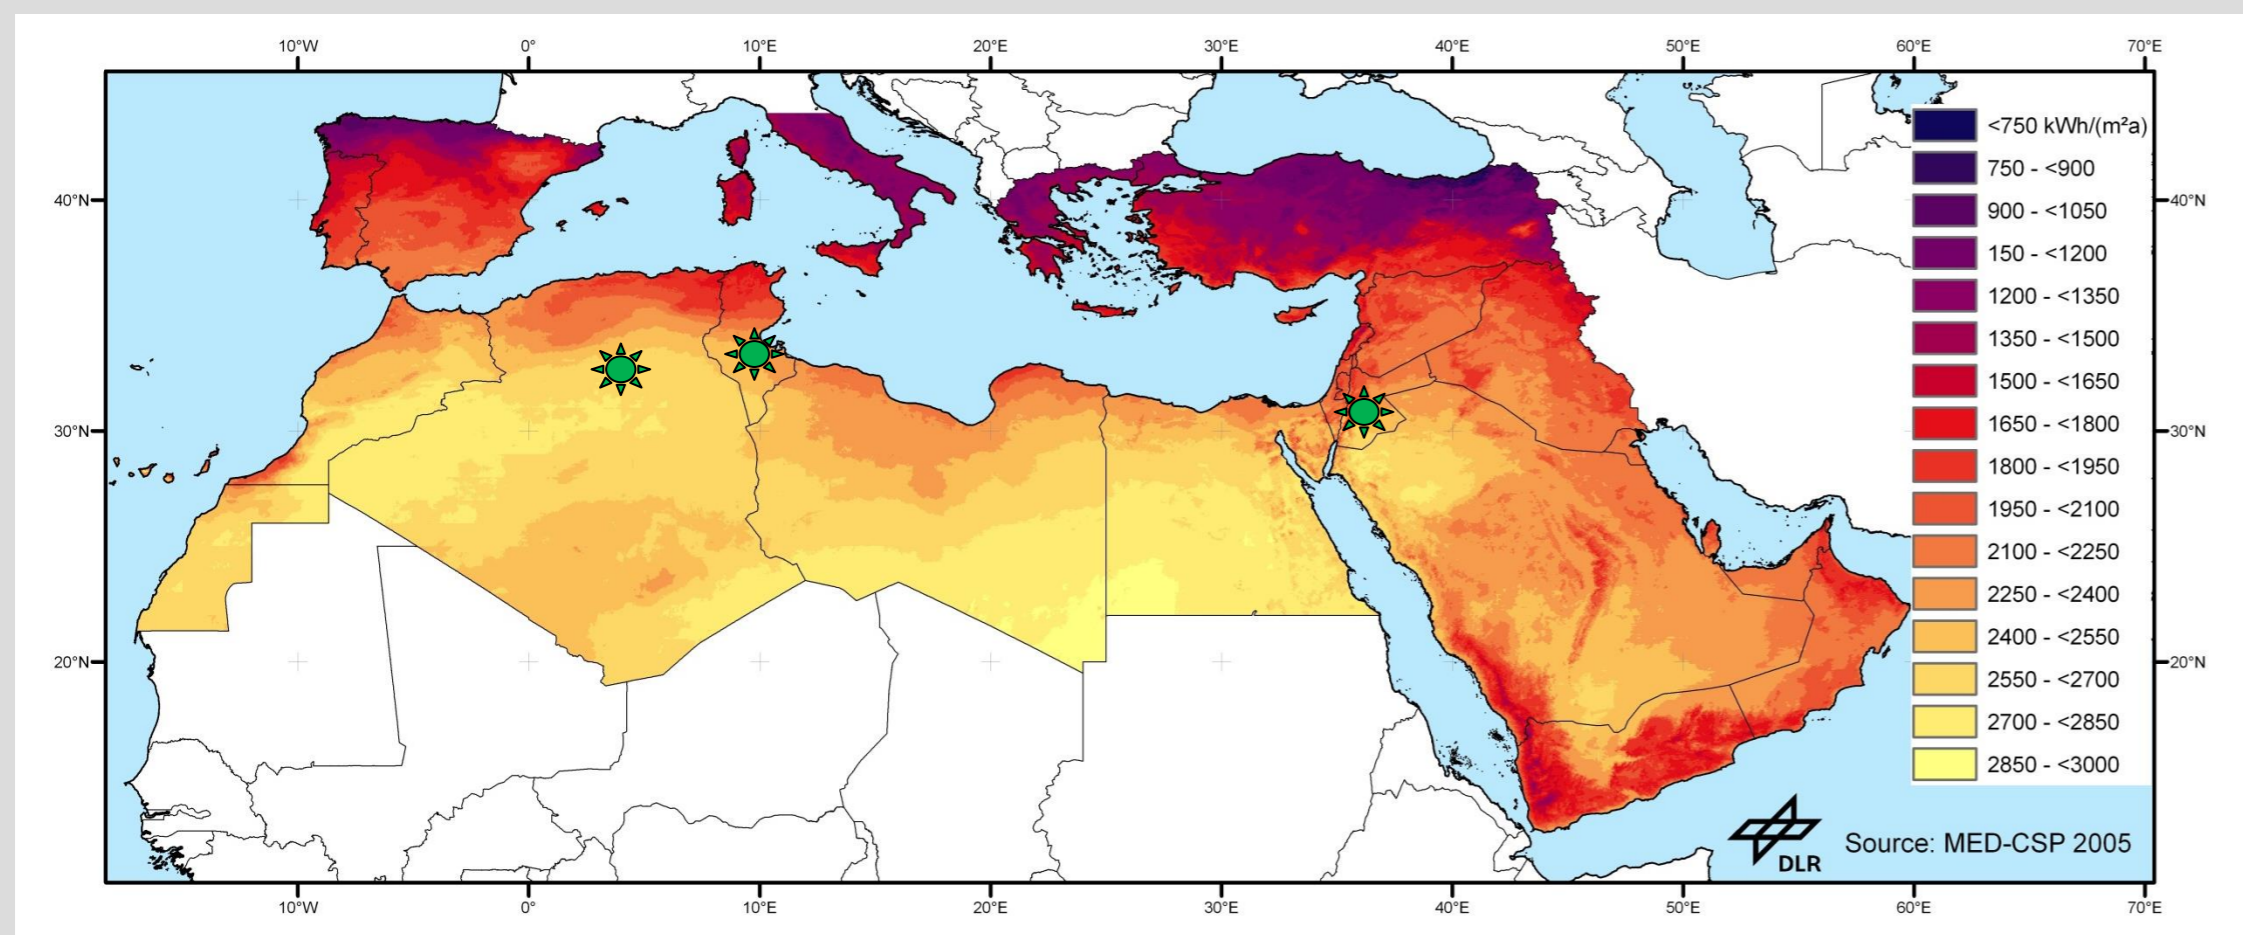 10°W 0° 10°E 20°E 30°E 40°E 50°E 60°E 70°E
<750 kWh/(m²a)
750 - <900
40°N 900 - <1050 40°N
150 - <1200
1200 - <1350
1350 - <1500
1500 - <1650
30°N 1650 - <1800 30°N
1800 - <1950
1950 - <2100
2100 - <2250
2250 - <2400
20°N 2400 - <2550 20°N
2550 - <2700
2700 - <2850
2850 - <3000
DLR Source: MED-CSP 2005
10°W 0° 10°E 20°E 30°E 40°E 50°E 60°E 70°E